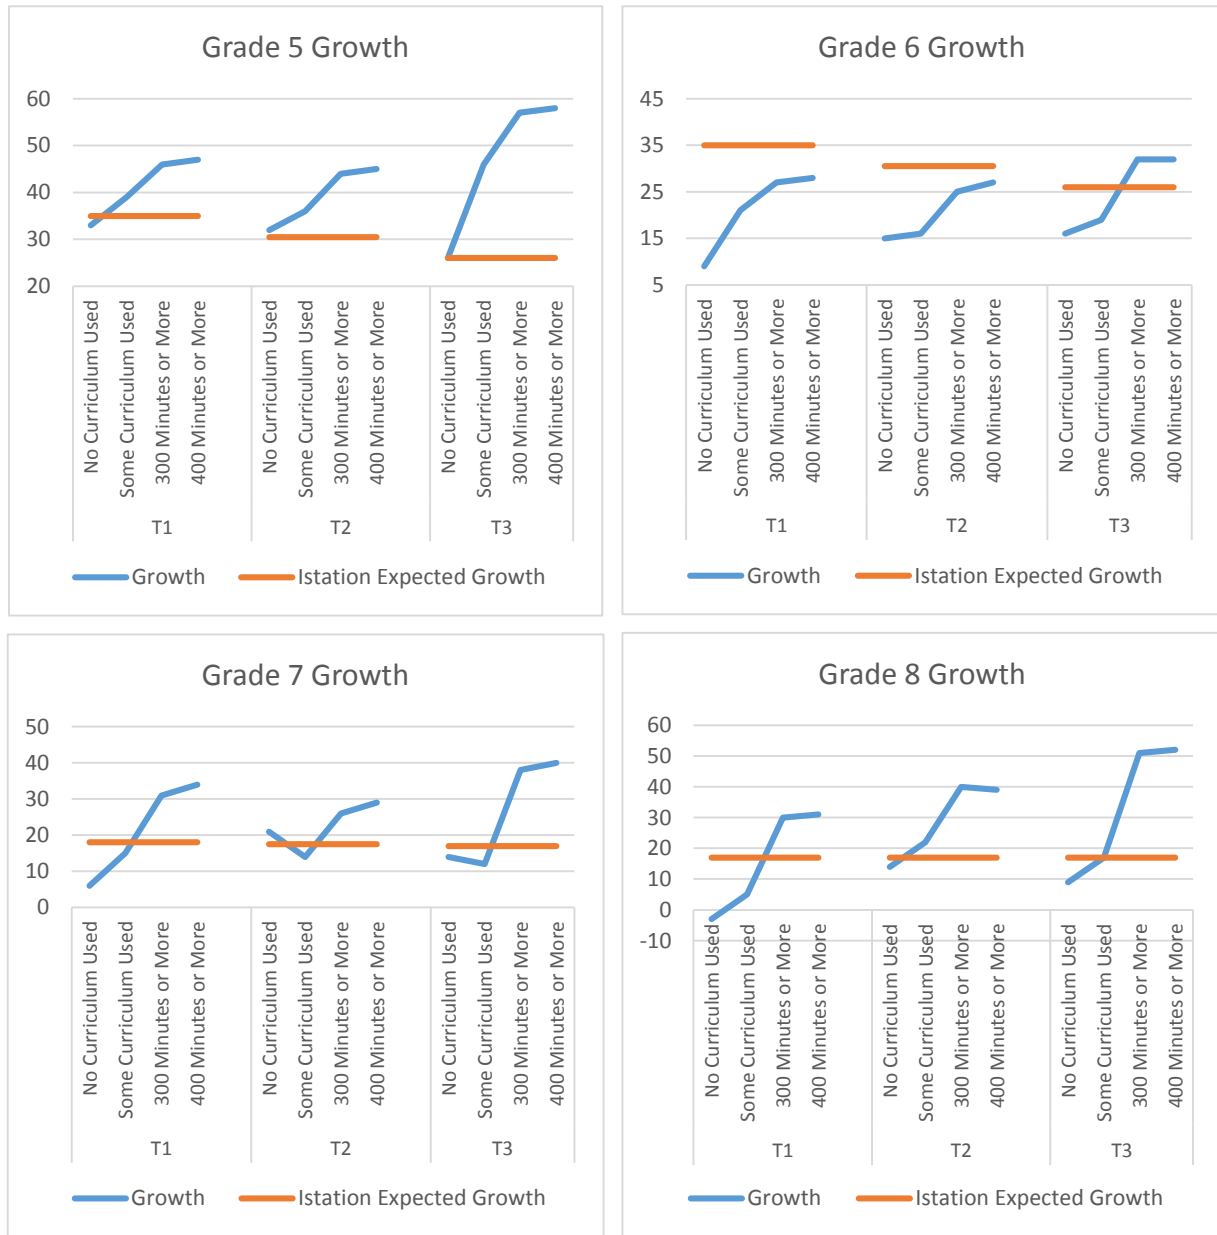 Grade 5 Growth
60
50
40
30
20
No Curriculum Used
Some Curriculum Used
300 Minutes or More
400 Minutes or More
No Curriculum Used
Some Curriculum Used
300 Minutes or More
400 Minutes or More
No Curriculum Used
Some Curriculum Used
300 Minutes or More
400 Minutes or More
T1 T2 T3
Growth Istation Expected Growth
Grade 6 Growth
45
35
25
15
5
No Curriculum Used
Some Curriculum Used
300 Minutes or More
400 Minutes or More
No Curriculum Used
Some Curriculum Used
300 Minutes or More
400 Minutes or More
No Curriculum Used
Some Curriculum Used
300 Minutes or More
400 Minutes or More
T1 T2 T3
Growth Istation Expected Growth
Grade 7 Growth
50
40
30
20
10
0
No Curriculum Used
Some Curriculum Used
300 Minutes or More
400 Minutes or More
No Curriculum Used
Some Curriculum Used
300 Minutes or More
400 Minutes or More
No Curriculum Used
Some Curriculum Used
300 Minutes or More
400 Minutes or More
T1 T2 T3
Growth Istation Expected Growth
Grade 8 Growth
60
50
40
30
20
10
0
-10
No Curriculum Used
Some Curriculum Used
300 Minutes or More
400 Minutes or More
No Curriculum Used
Some Curriculum Used
300 Minutes or More
400 Minutes or More
No Curriculum Used
Some Curriculum Used
300 Minutes or More
400 Minutes or More
T1 T2 T3
Growth Istation Expected Growth